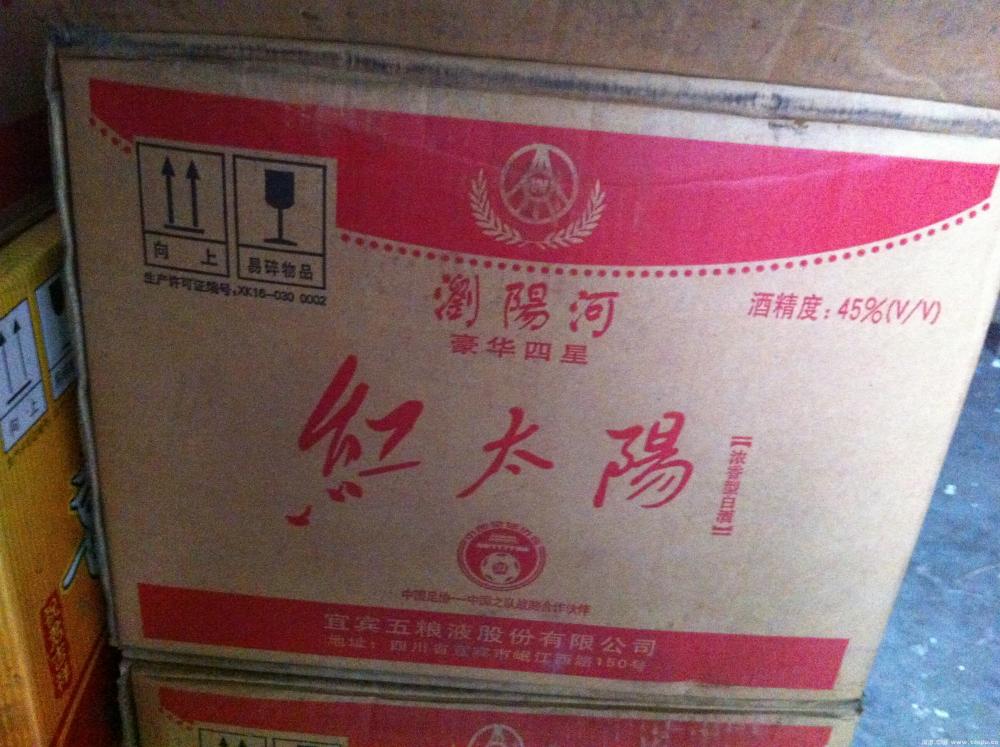 向 上
易碎物品
生产许可证编号:XK16-030 0002
瀏陽河
豪华四星
酒精度:45%(V/V)
紅太陽
【浓香型白酒】
中国足协—中国之队战略合作伙伴
宜宾五粮液股份有限公司
地址:四川省宜宾市岷江西路150号
向 上